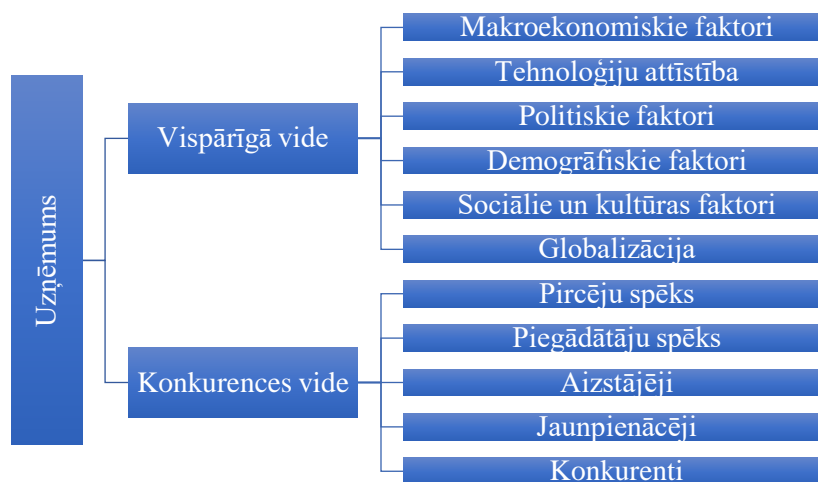 Uzņēmums
Vispārīgā vide
Makroekonomiskie faktori
Tehnoloģiju attīstība
Politiskie faktori
Demogrāfiskie faktori
Sociālie un kultūras faktori
Globalizācija
Konkurences vide
Pircēju spēks
Piegādātāju spēks
Aizstājēji
Jaunpienācēji
Konkurenti